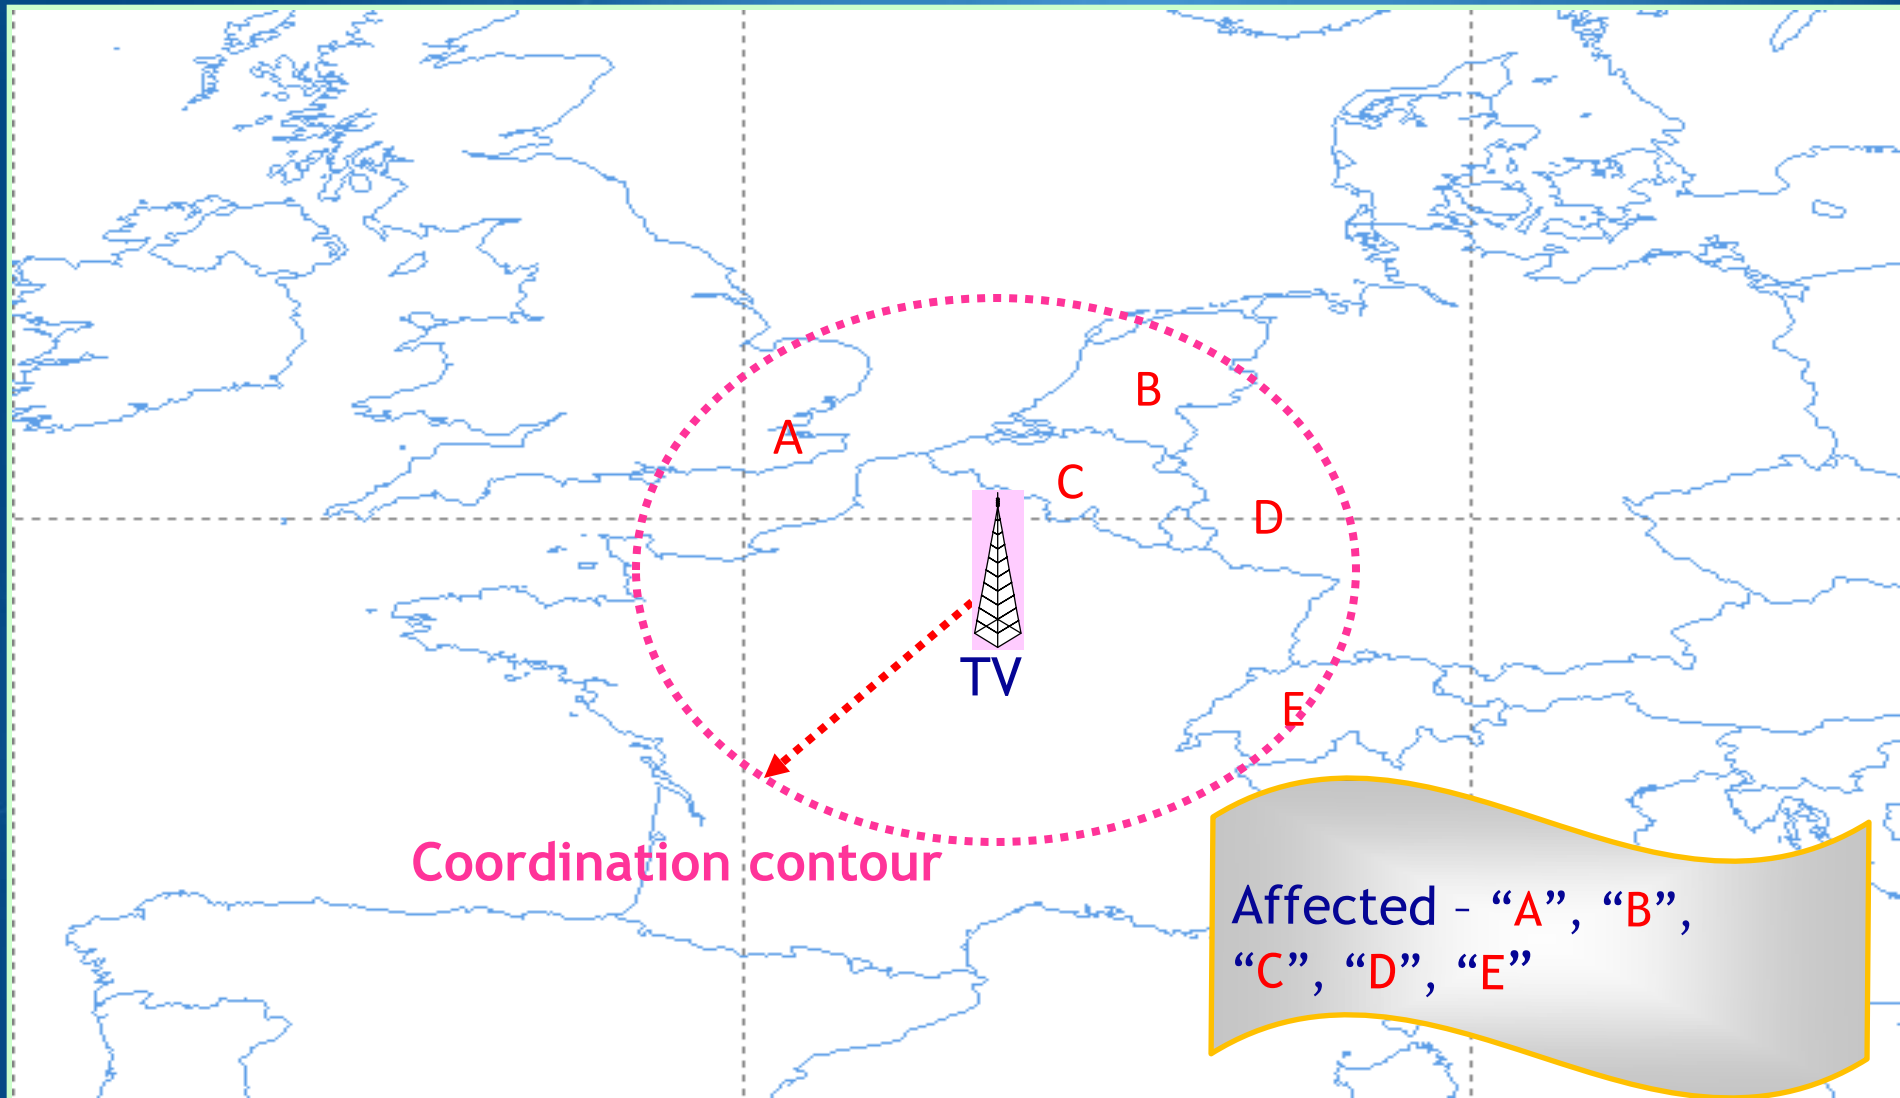 A
B
C
D
TV
E
Coordination contour
Affected – “A”, “B”,
“C”, “D”, “E”